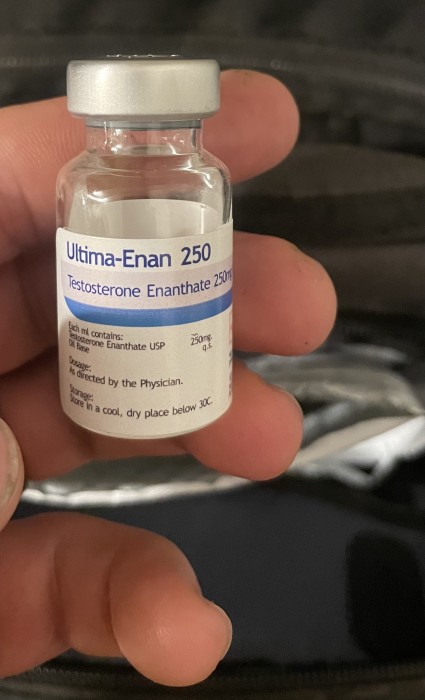 Ultima-Enan 250
Testosterone Enanthate 250mg
Each ml contains:
Testosterone Enanthate USP 250mg.
Oil Base q.s.
Dosage:
As directed by the Physician.
Storage:
Store in a cool, dry place below 30C.